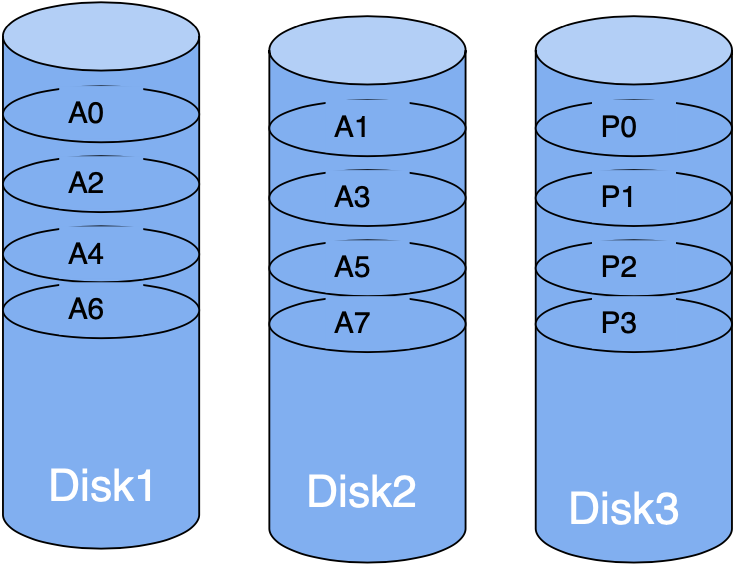 A0 A1 P0
A2 A3 P1
A4 A5 P2
A6 A7 P3
Disk1 Disk2 Disk3